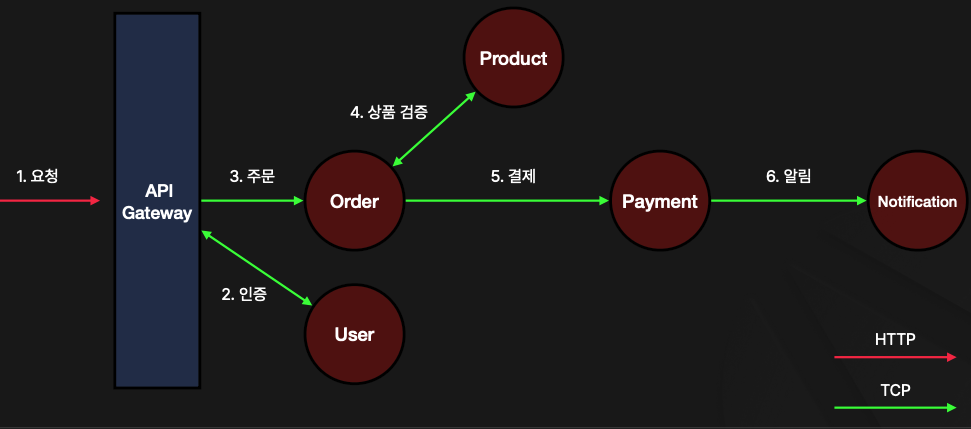 Product
4. 상품 검증
1. 요청
3. 주문
5. 결제
6. 알림
API
Gateway
Order
Payment
Notification
2. 인증
User
HTTP
TCP